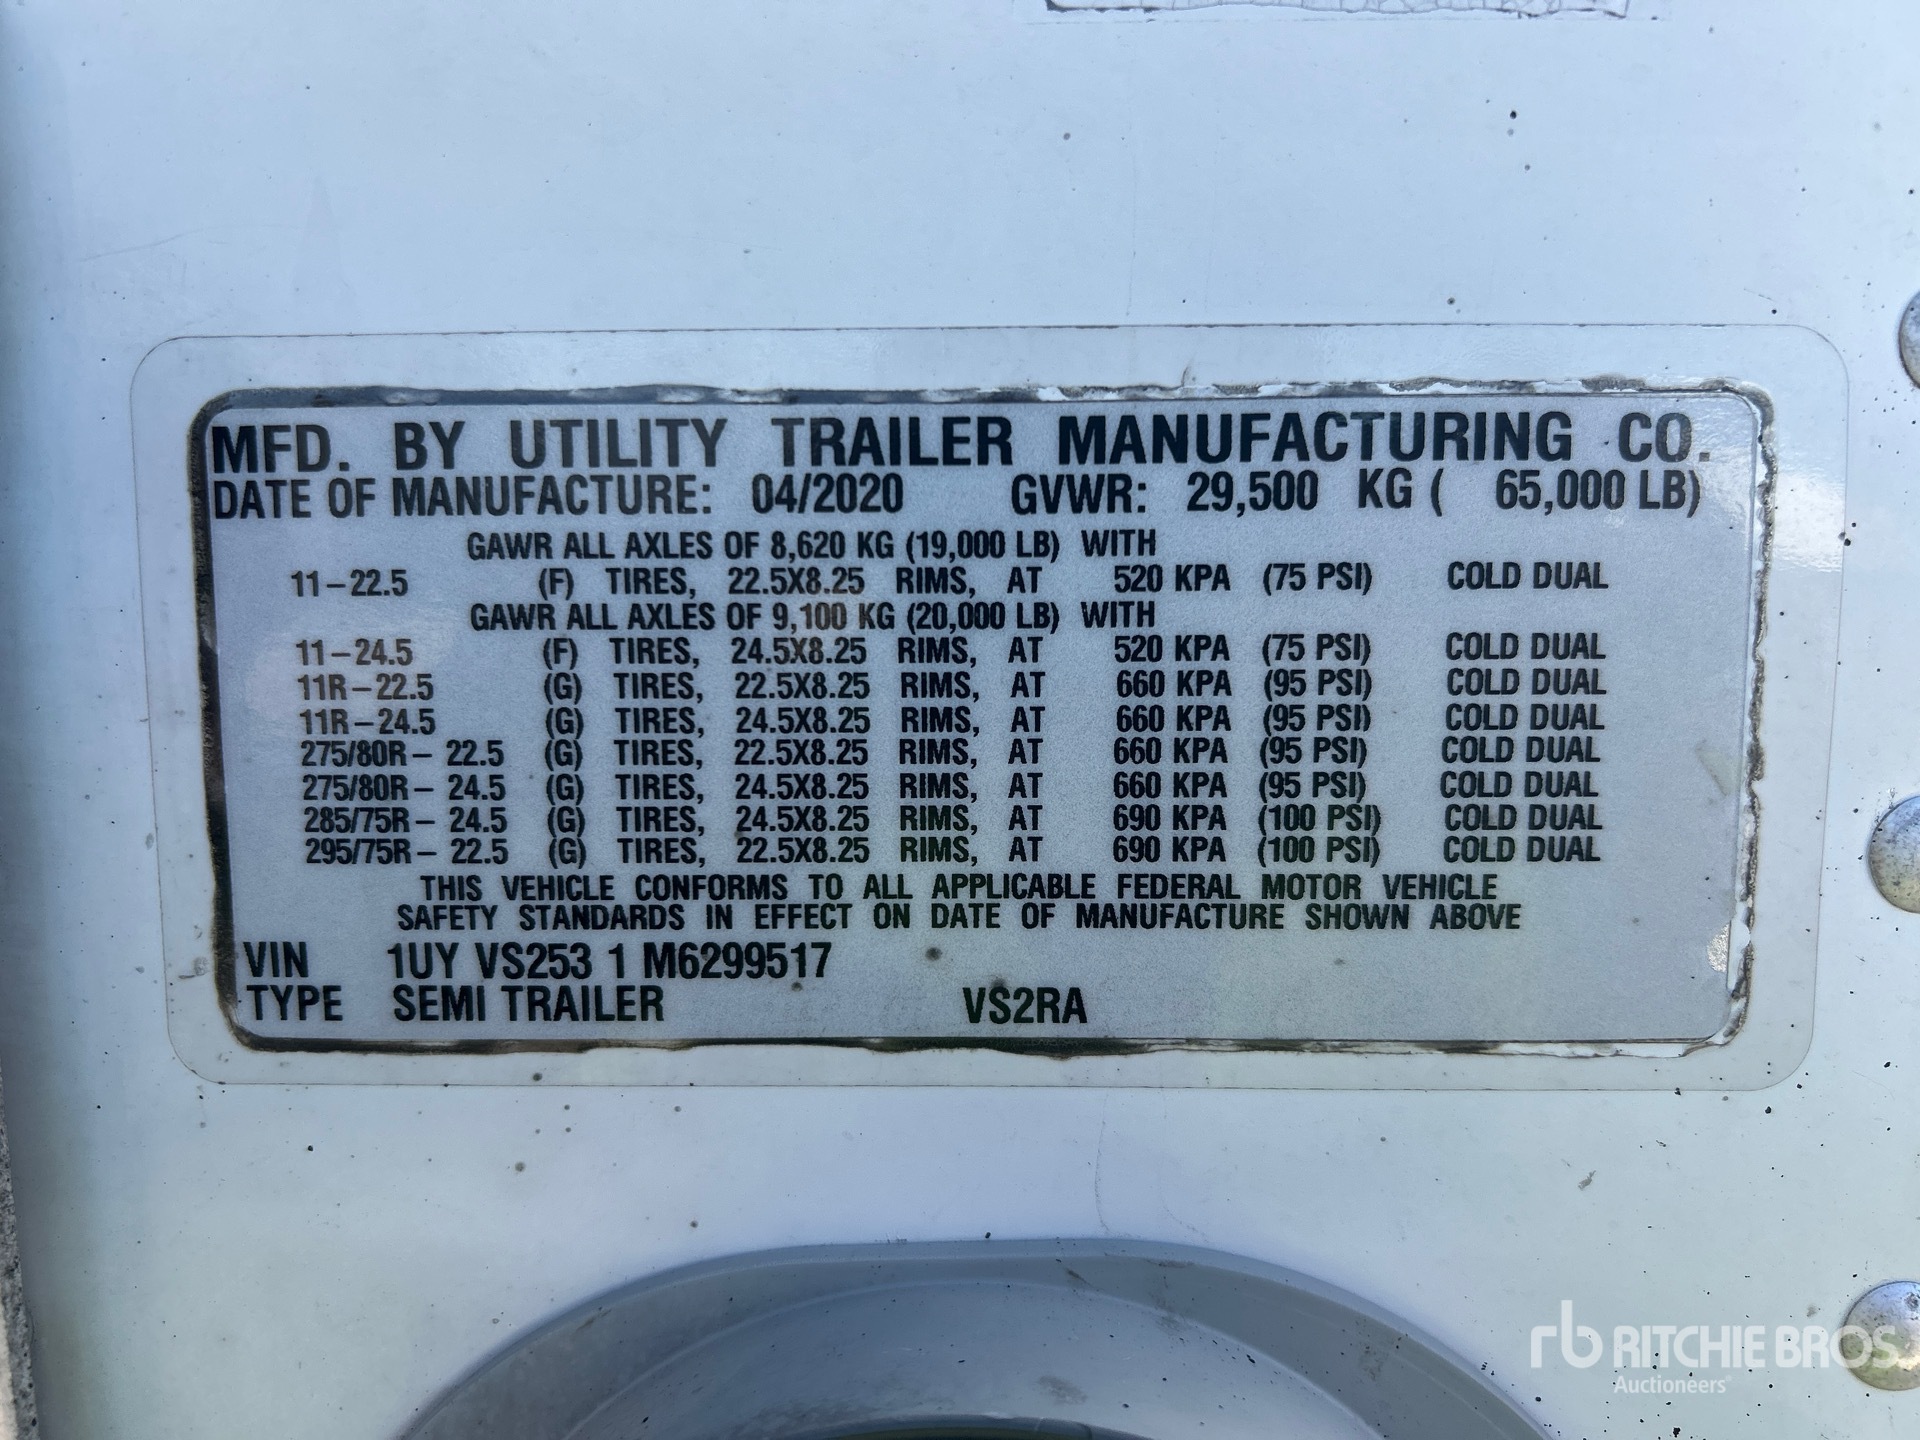 MFD. BY UTILITY TRAILER MANUFACTURING CO.
DATE OF MANUFACTURE: 04/2020 GVWR: 29,500 KG ( 65,000 LB)
GAWR ALL AXLES OF 8,620 KG (19,000 LB) WITH
11-22.5 (F) TIRES, 22.5X8.25 RIMS, AT 520 KPA (75 PSI) COLD DUAL
GAWR ALL AXLES OF 9,100 KG (20,000 LB) WITH
11-24.5 (F) TIRES, 24.5X8.25 RIMS, AT 520 KPA (75 PSI) COLD DUAL
11R-22.5 (G) TIRES, 22.5X8.25 RIMS, AT 660 KPA (95 PSI) COLD DUAL
11R-24.5 (G) TIRES, 24.5X8.25 RIMS, AT 660 KPA (95 PSI) COLD DUAL
275/80R- 22.5 (G) TIRES, 22.5X8.25 RIMS, AT 660 KPA (95 PSI) COLD DUAL
275/80R- 24.5 (G) TIRES, 24.5X8.25 RIMS, AT 660 KPA (95 PSI) COLD DUAL
285/75R- 24.5 (G) TIRES, 24.5X8.25 RIMS, AT 690 KPA (100 PSI) COLD DUAL
295/75R- 22.5 (G) TIRES, 22.5X8.25 RIMS, AT 690 KPA (100 PSI) COLD DUAL
THIS VEHICLE CONFORMS TO ALL APPLICABLE FEDERAL MOTOR VEHICLE
SAFETY STANDARDS IN EFFECT ON DATE OF MANUFACTURE SHOWN ABOVE
VIN 1UY VS253 1 M6299517
TYPE SEMI TRAILER VS2RA
rb RITCHIE BROS
Auctioneers